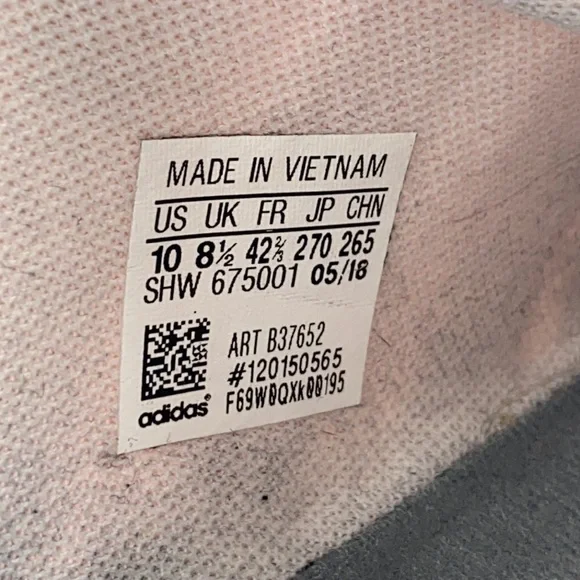 MADE IN VIETNAM
US UK FR JP CHN
10 8½ 42⅔ 270 265
SHW 675001 05/18
ART B37652
#120150565
F69W0QXk00195
adidas®